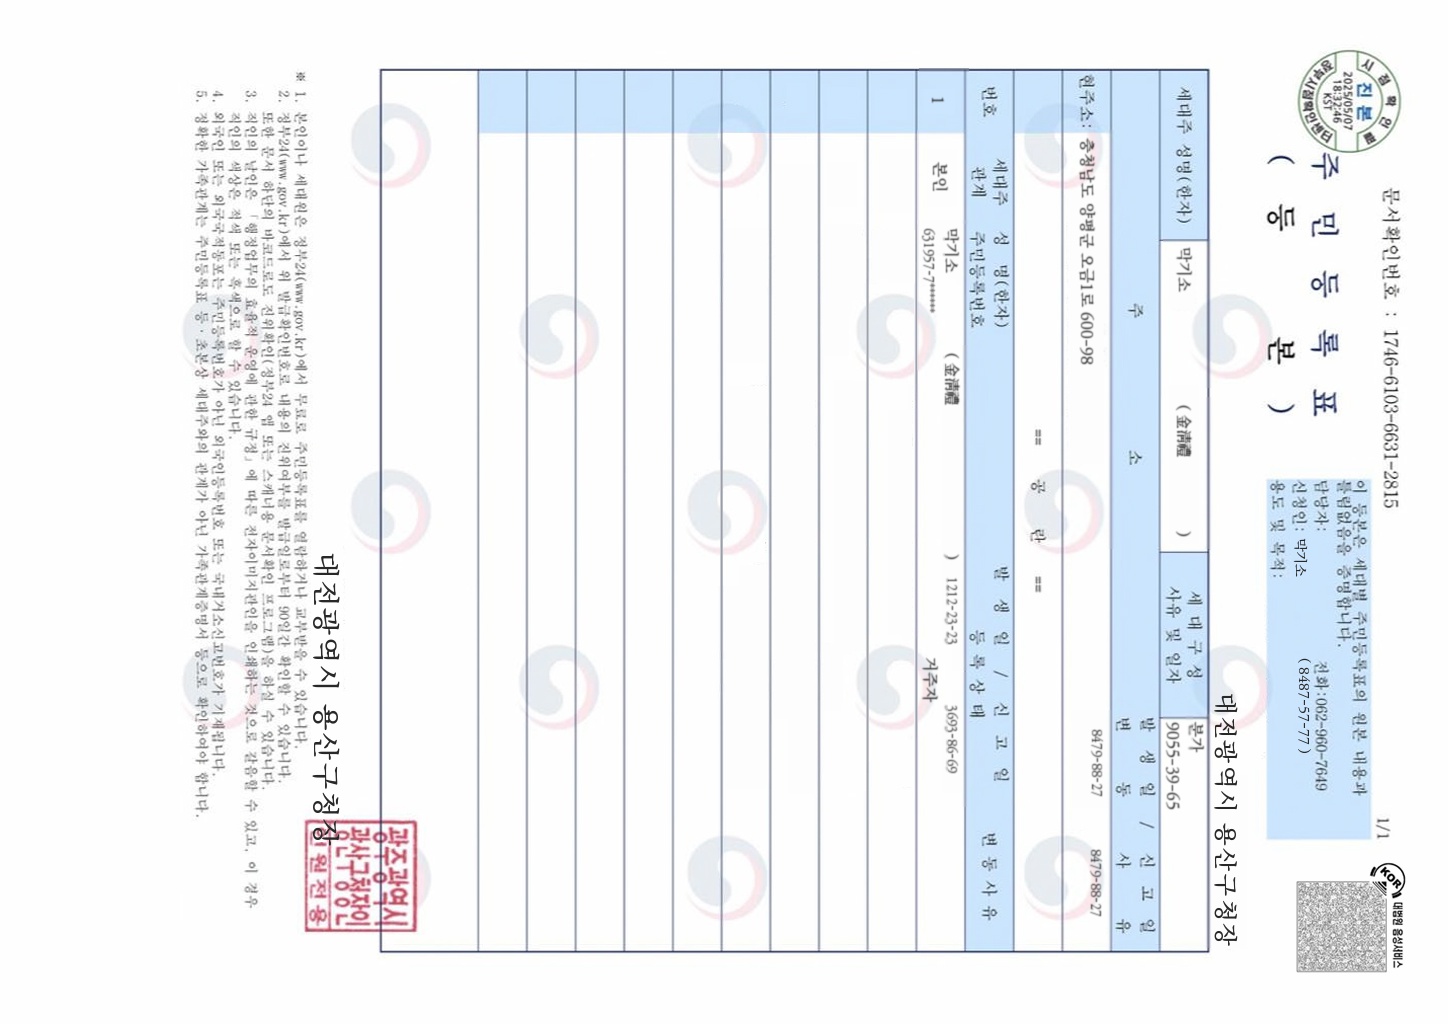 문서확인번호 : 1746-6103-6631-2815
1/1
시점확인필
진본
2025/05/07
18:32:46
KST
행정정보시점확인센터
주 민 등 록 표
( 등 본 )
이 등본은 세대별 주민등록표의 원본 내용과
틀림없음을 증명합니다.
담당자: 전화:062-960-7649
신청인: 막기소 (8487-57-77)
용도 및 목적:
KOR
대법원 음성서비스
대전광역시 용산구청장
세대주 성명(한자) 막기소 (金淸禮 ) 세 대 구 성 사유 및 일자 분가 9055-39-65
주 소 발 생 일 / 신 고 일
변 동 사 유
현주소: 충청남도 양평군 오금1로 600-98 8479-88-27 8479-88-27
== 공 란 ==
번호 세대주 관계 성 명(한자) 주민등록번호 발 생 일 / 신 고 일 등 록 상 태 변 동 사 유
1 본인 막기소 (金淸禮 ) 1212-23-23 3693-86-69
631957-7****** 거주자
대전광역시 용산구청장
광주광역시
광산구청장인
민원전용
※ 1. 본인이나 세대원은 정부24(www.gov.kr)에서 무료로 주민등록표를 열람하거나 교부받을 수 있습니다.
2. 정부24(www.gov.kr)에서 위 발급확인번호로 내용의 진위여부를 발급일로부터 90일간 확인할 수 있습니다.
또한 문서 하단의 바코드로도 진위확인(정부24 앱 또는 스캐너용 문서확인 프로그램)을 하실 수 있습니다.
3. 직인의 날인은 「행정업무의 효율적 운영에 관한 규정」에 따른 전자이미지관인을 인쇄하는 것으로 갈음할 수 있고, 이 경우
직인의 색상은 적색 또는 흑색으로 할 수 있습니다.
4. 외국인 또는 외국국적동포는 주민등록번호가 아닌 외국인등록번호 또는 국내거소신고번호가 기재됩니다.
5. 정확한 가족관계는 주민등록표 등·초본상 세대주와의 관계가 아닌 가족관계증명서 등으로 확인하여야 합니다.